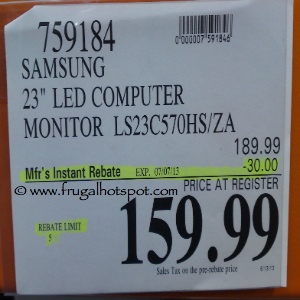 759184
0000007591846
SAMSUNG
23" LED COMPUTER
MONITOR LS23C570HS/ZA
189.99
Mfr's Instant Rebate EXP. 07/07/13 -30.00
PRICE AT REGISTER
www.frugalhotspot.com
REBATE LIMIT
5
159.99
Sales Tax on the pre-rebate price